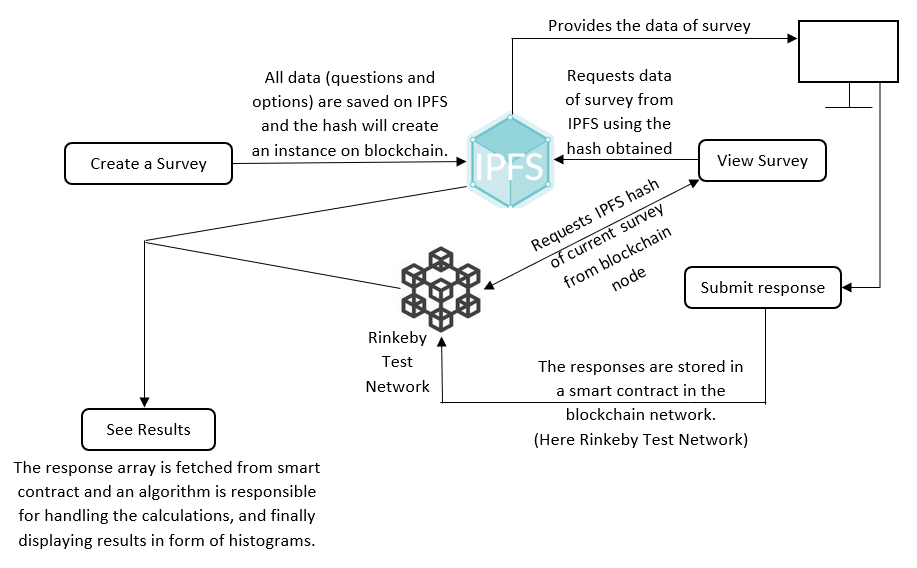 Provides the data of survey
All data (questions and
options) are saved on IPFS
and the hash will create
an instance on blockchain.
Requests data
of survey from
IPFS using the
hash obtained
Create a Survey
IPFS
View Survey
Requests IPFS hash
of current survey
from blockchain
node
Submit response
Rinkeby
Test
Network
The responses are stored in
a smart contract in the
blockchain network.
(Here Rinkeby Test Network)
See Results
The response array is fetched from smart
contract and an algorithm is responsible
for handling the calculations, and finally
displaying results in form of histograms.